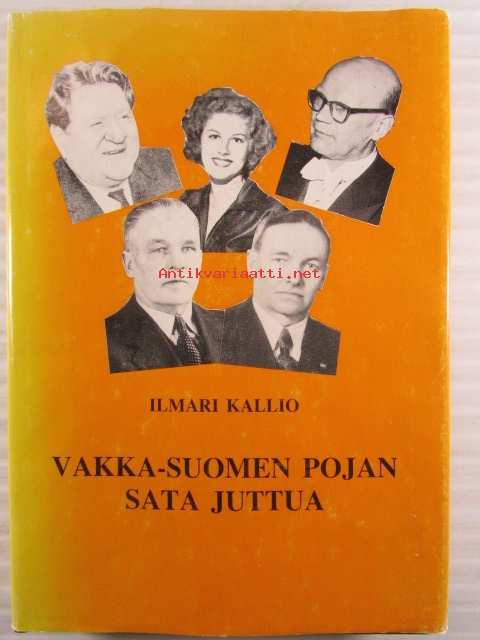 Antikvariaatti.net
ILMARI KALLIO
VAKKA-SUOMEN POJAN
SATA JUTTUA